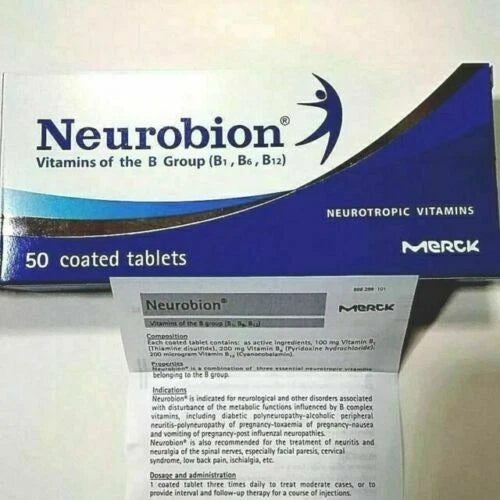 Neurobion®
Vitamins of the B Group (B1, B6, B12)
NEUROTROPIC VITAMINS
MERCK
50 coated tablets
Neurobion®
MERCK
Vitamins of the B group (B1, B6, B12)
Composition
Each coated tablet contains: as active ingredients, 100 mg Vitamin B1
(Thiamine disulfide), 200 mg Vitamin B6 (Pyridoxine hydrochloride),
200 microgram Vitamin B12 (Cyanocobalamin).
Properties
Neurobion® is a combination of three essential neurotropic vitamins
belonging to the B group.
Indications
Neurobion® is indicated for neurological and other disorders associated
with disturbance of the metabolic functions influenced by B complex
vitamins, including diabetic polyneuropathy-alcoholic peripheral
neuritis-polyneuropathy of pregnancy-toxaemia of pregnancy-nausea
and vomiting of pregnancy-post influenzal neuropathies.
Neurobion® is also recommended for the treatment of neuritis and
neuralgia of the spinal nerves, especially facial paresis, cervical
syndrome, low back pain, ischialgia, etc.
Dosage and administration
1 coated tablet three times daily to treat moderate cases, or to
provide interval and follow-up therapy for a course of injections.